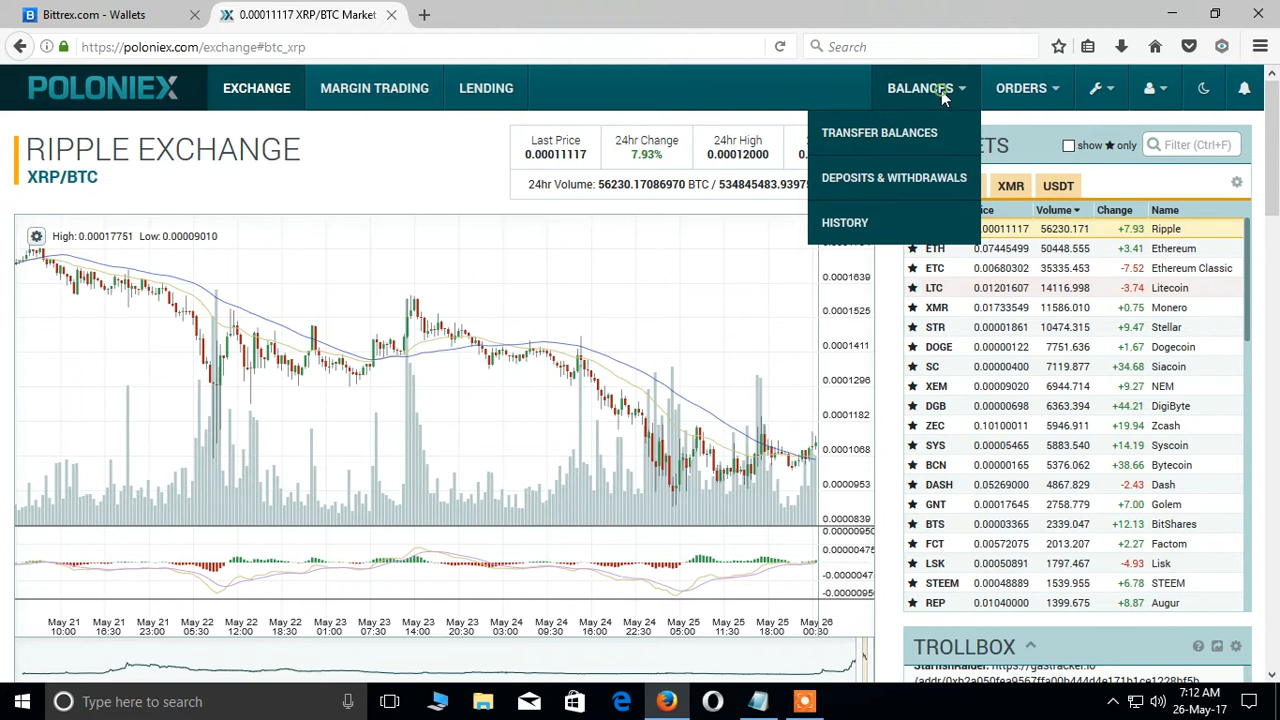 Bittrex.com - Wallets
0.00011117 XRP/BTC Market
https://poloniex.com/exchange#btc_xrp
Search
POLONIEX
EXCHANGE
MARGIN TRADING
LENDING
BALANCES
ORDERS
TRANSFER BALANCES
DEPOSITS & WITHDRAWALS
HISTORY
RIPPLE EXCHANGE
XRP/BTC
Last Price 24hr Change 24hr High
0.00011117 7.93% 0.00012000 0.
24hr Volume: 56230.17086970 BTC / 534845483.9397
ETS
show ★ only
Filter (Ctrl+F)
XMR USDT
ice Volume Change Name
.00011117 56230.171 +7.93 Ripple
ETH 0.07445499 50448.555 +3.41 Ethereum
ETC 0.00680302 35335.453 -7.52 Ethereum Classic
LTC 0.01201607 14116.998 -3.74 Litecoin
XMR 0.01733549 11586.010 +0.75 Monero
STR 0.00001861 10474.315 +9.47 Stellar
DOGE 0.00000122 7751.636 +1.67 Dogecoin
SC 0.00000400 7119.877 +34.68 Siacoin
XEM 0.00009020 6944.714 +9.27 NEM
DGB 0.00000698 6363.394 +44.21 DigiByte
ZEC 0.10100011 5946.911 +19.94 Zcash
SYS 0.00005465 5883.540 +14.19 Syscoin
BCN 0.00000165 5376.062 +38.66 Bytecoin
DASH 0.05269000 4867.829 -2.43 Dash
GNT 0.00017645 2758.779 +7.00 Golem
BTS 0.00003365 2339.047 +12.13 BitShares
FCT 0.00572075 2013.207 +2.27 Factom
LSK 0.00050891 1797.467 -4.93 Lisk
STEEM 0.00048889 1539.955 +6.78 STEEM
REP 0.01040000 1399.675 +8.87 Augur
High: 0.00017751 Low: 0.00009010
0.0001639
0.0001525
0.0001411
0.0001296
0.0001182
0.0001068
0.0000953
0.0000839
0.0000950
0.00000475
-0.0000047
-0.0000095
May 21 May 21 May 21 May 22 May 22 May 22 May 23 May 23 May 23 May 23 May 24 May 24 May 24 May 24 May 25 May 25 May 25 May 26
10:00 16:30 23:00 05:30 12:00 18:30 01:00 07:30 14:00 20:30 03:00 09:30 16:00 22:30 05:00 11:30 18:00 00:30
TROLLBOX
StarfishRaider: https://gastracker.io
/addr/0xb2a050fea9567f0b00b444d4e171b1ce1228bf5b
Type here to search
7:12 AM
26-May-17